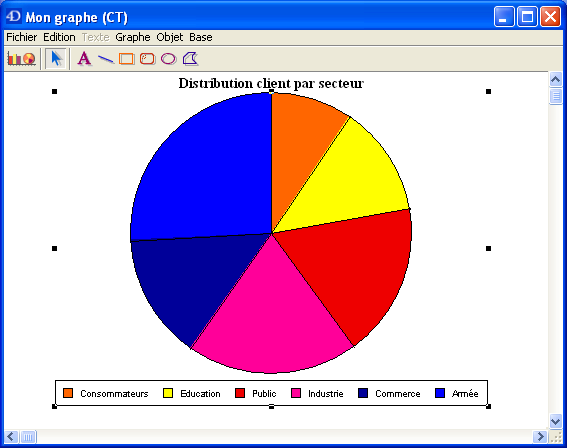 4D Mon graphe (CT)
Fichier Edition Texte Graphe Objet Base
A
Distribution client par secteur
Consommateurs Education Public Industrie Commerce Armée